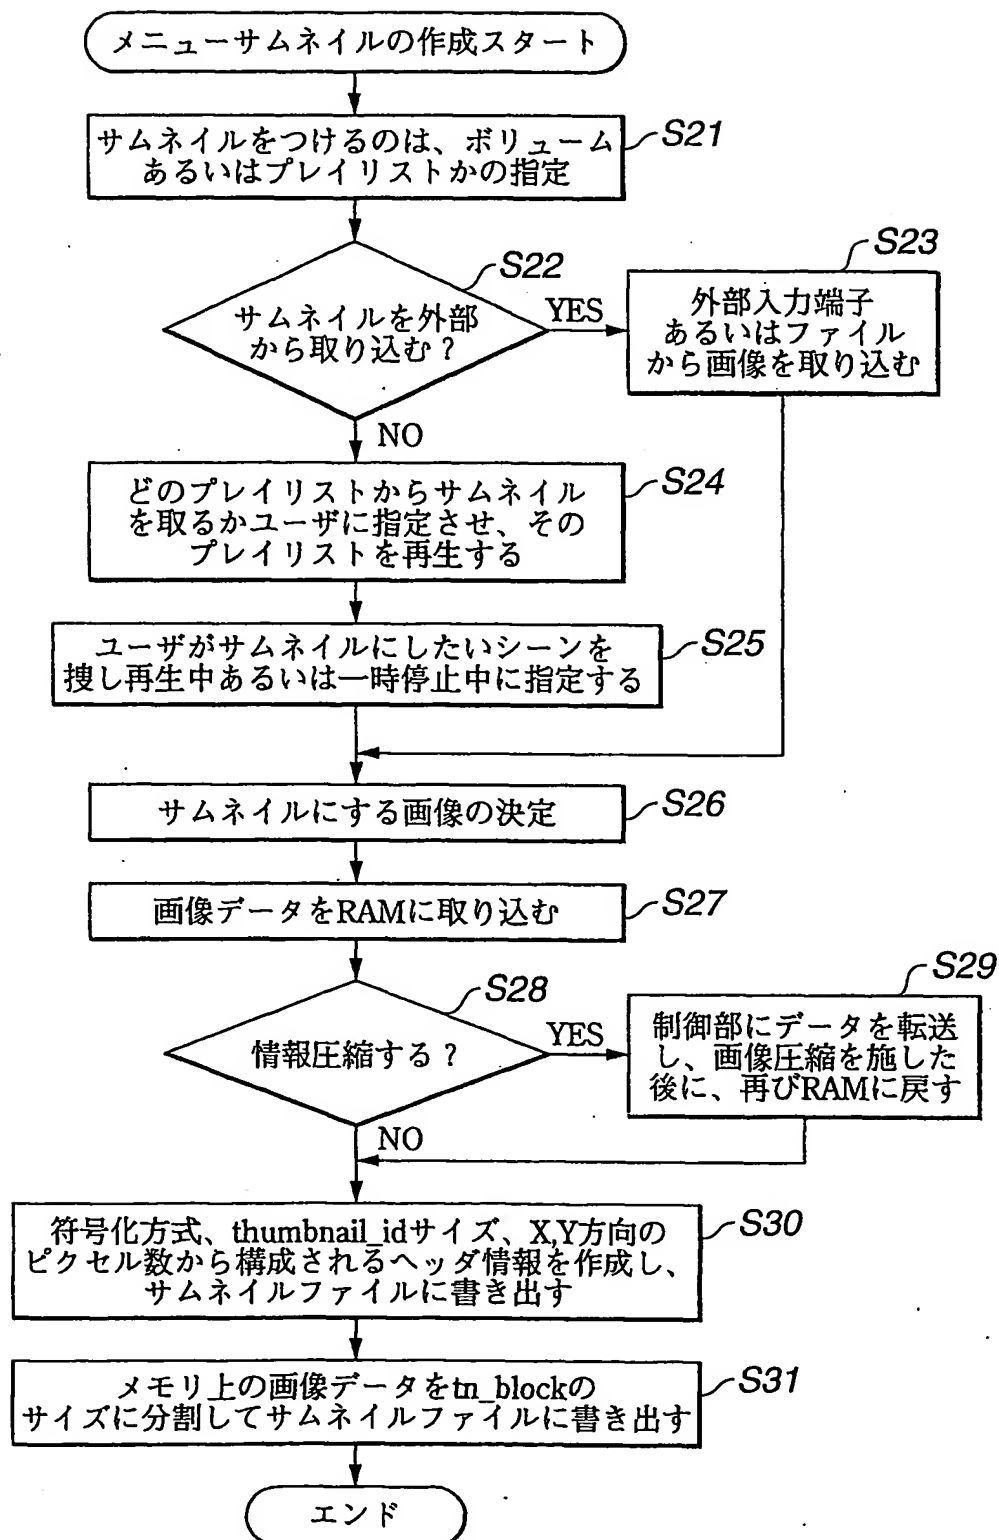 メニューサムネイルの作成スタート
サムネイルをつけるのは、ボリューム
あるいはプレイリストかの指定
S21
サムネイルを外部
から取り込む？
S22
YES
外部入力端子
あるいはファイル
から画像を取り込む
S23
NO
どのプレイリストからサムネイル
を取るかユーザに指定させ、その
プレイリストを再生する
S24
ユーザがサムネイルにしたいシーンを
捜し再生中あるいは一時停止中に指定する
S25
サムネイルにする画像の決定
S26
画像データをRAMに取り込む
S27
情報圧縮する？
S28
YES
制御部にデータを転送
し、画像圧縮を施した
後に、再びRAMに戻す
S29
NO
符号化方式、thumbnail_idサイズ、X,Y方向の
ピクセル数から構成されるヘッダ情報を作成し、
サムネイルファイルに書き出す
S30
メモリ上の画像データをtn_blockの
サイズに分割してサムネイルファイルに書き出す
S31
エンド